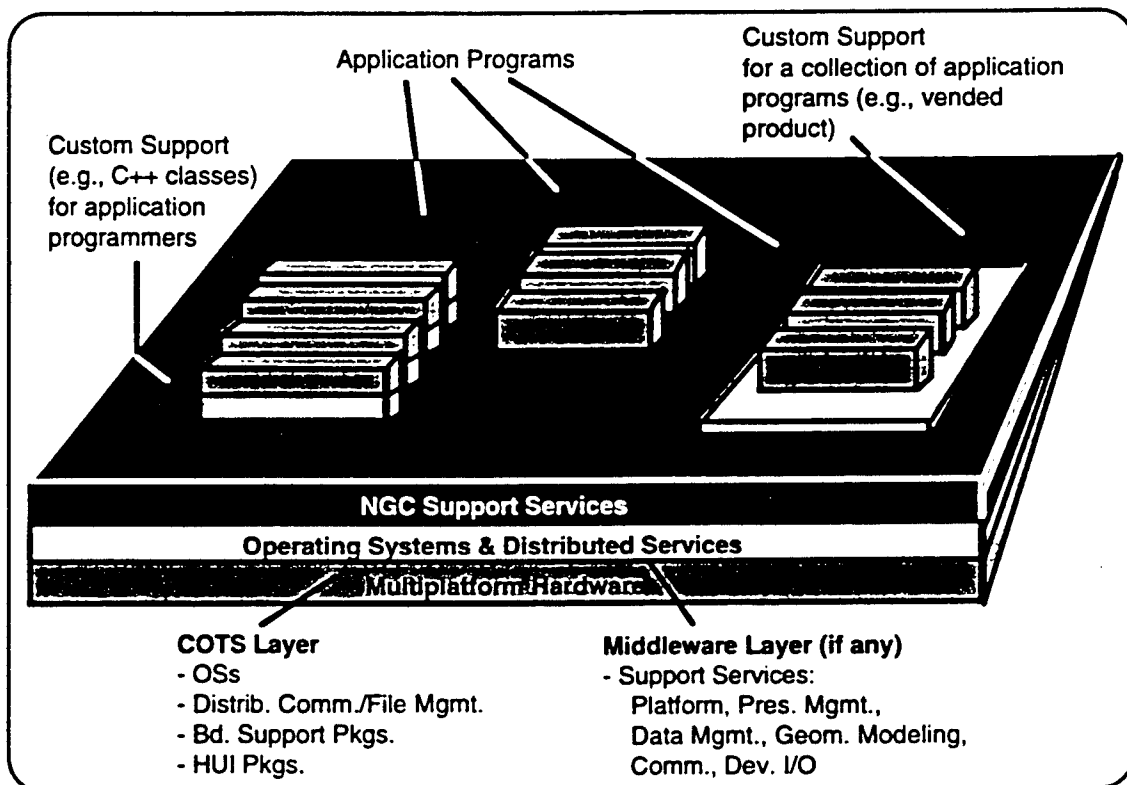 Application Programs
Custom Support
for a collection of application
programs (e.g., vended
product)
Custom Support
(e.g., C++ classes)
for application
programmers
NGC Support Services
Operating Systems & Distributed Services
Multiplatform Hardware
COTS Layer
- OSs
- Distrib. Comm./File Mgmt.
- Bd. Support Pkgs.
- HUI Pkgs.
Middleware Layer (if any)
- Support Services:
Platform, Pres. Mgmt.,
Data Mgmt., Geom. Modeling,
Comm., Dev. I/O